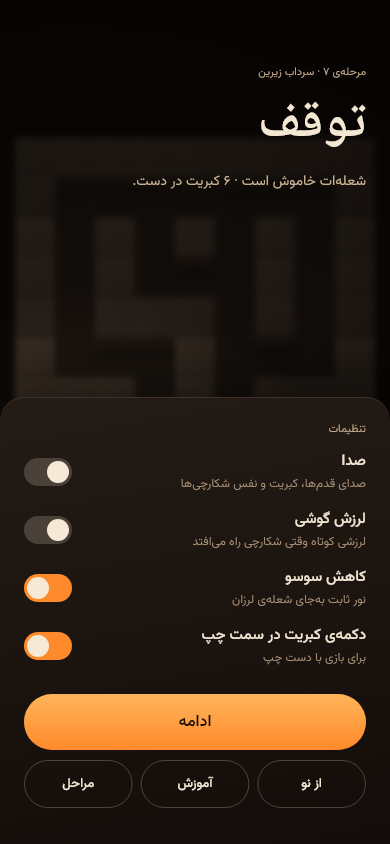 مرحله‌ی ۷ · سرداب زیرین
توقف
شعله‌ات خاموش است · ۶ کبریت در دست.
تنظیمات
صدا
صدای قدم‌ها، کبریت و نفس شکارچی‌ها
لرزش گوشی
لرزشی کوتاه وقتی شکارچی راه می‌افتد
کاهش سوسو
نور ثابت به‌جای شعله‌ی لرزان
دکمه‌ی کبریت در سمت چپ
برای بازی با دست چپ
ادامه
از نو
آموزش
مراحل